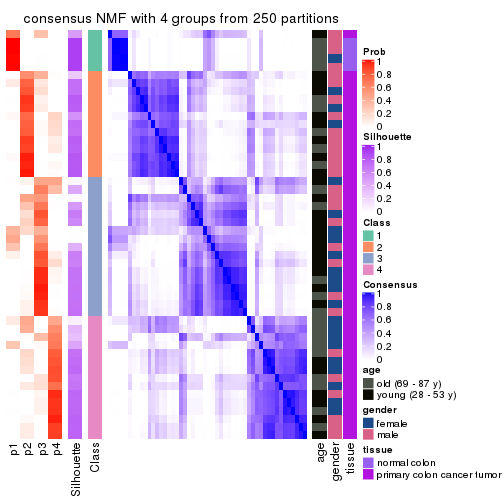 consensus NMF with 4 groups from 250 partitions
Prob
1
0.8
0.6
0.4
0.2
0
Silhouette
1
0.8
0.6
0.4
0.2
0
Class
1
2
3
4
Consensus
1
0.8
0.6
0.4
0.2
0
age
old (69 - 87 y)
young (28 - 53 y)
gender
female
male
tissue
normal colon
primary colon cancer tumor
p1
p2
p3
p4
Silhouette
Class
age
gender
tissue